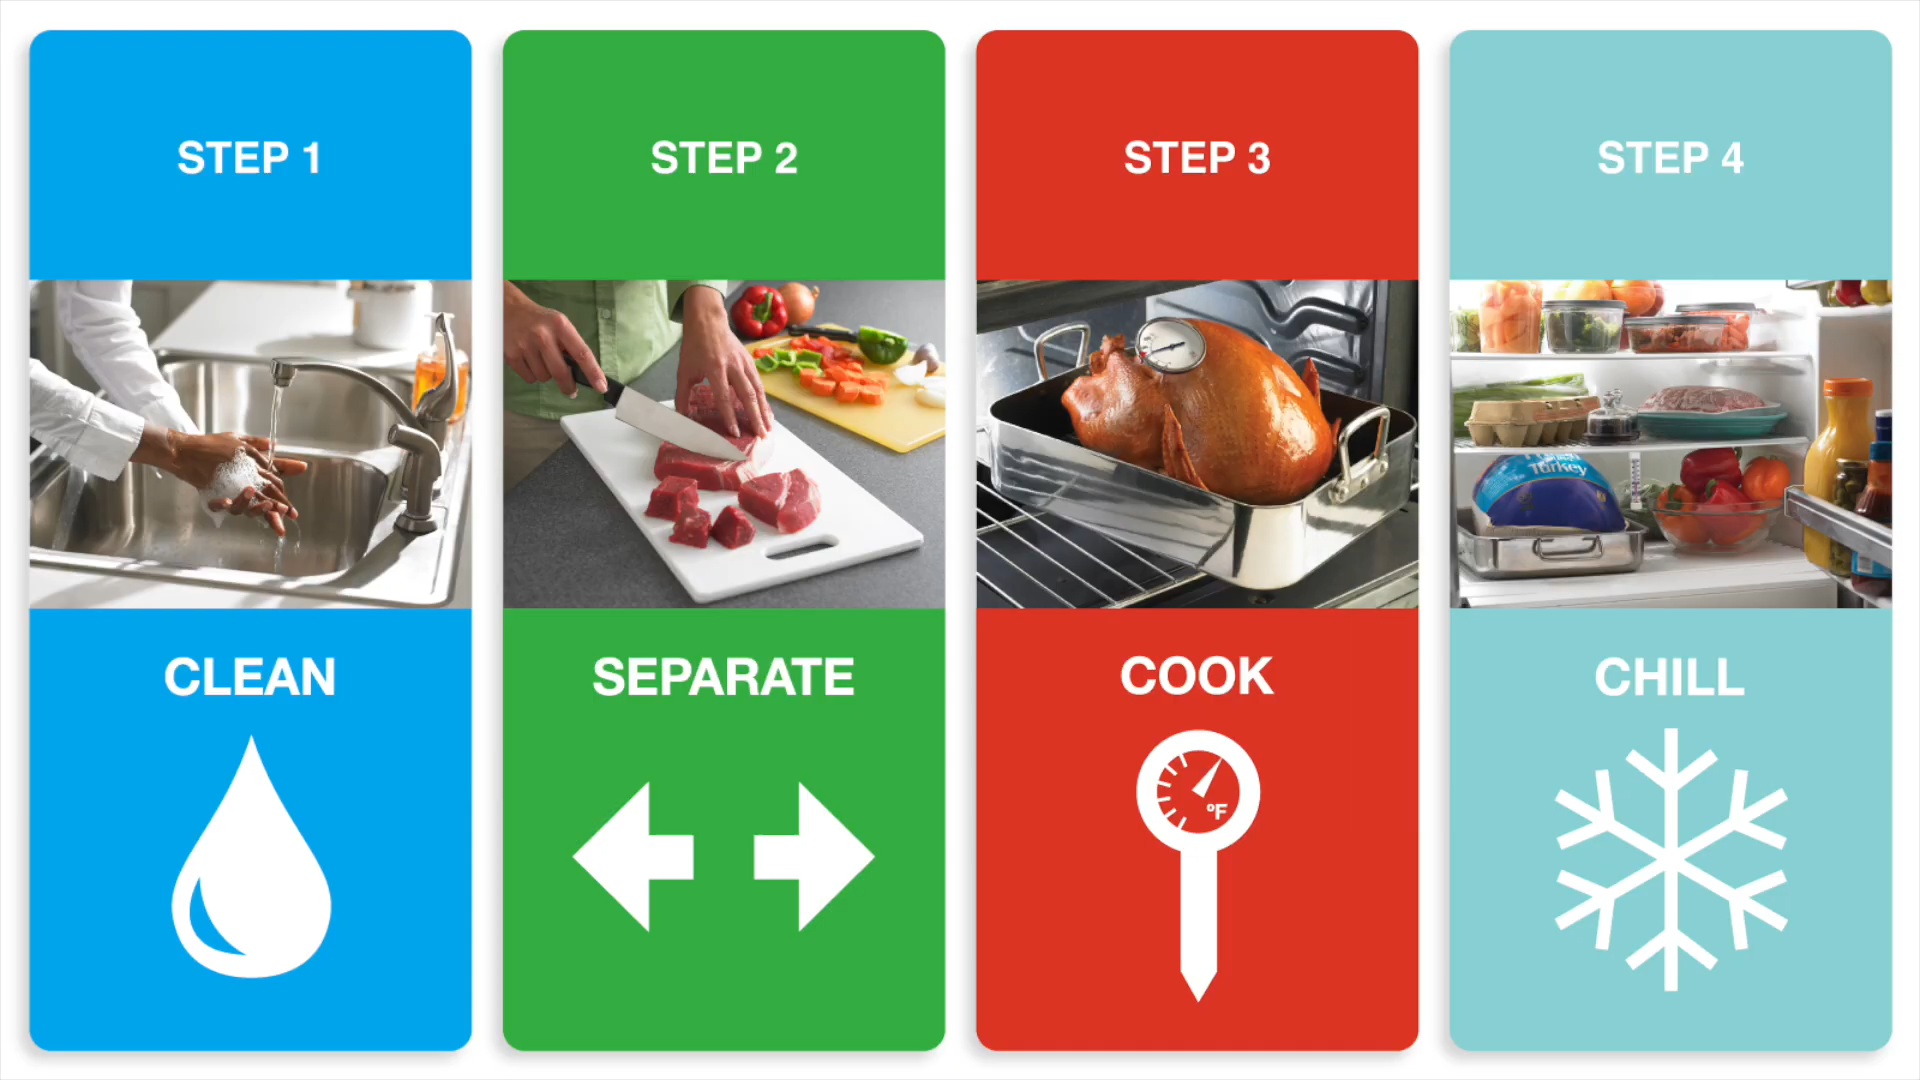 STEP 1
CLEAN
STEP 2
SEPARATE
STEP 3
COOK
°F
STEP 4
Turkey
CHILL